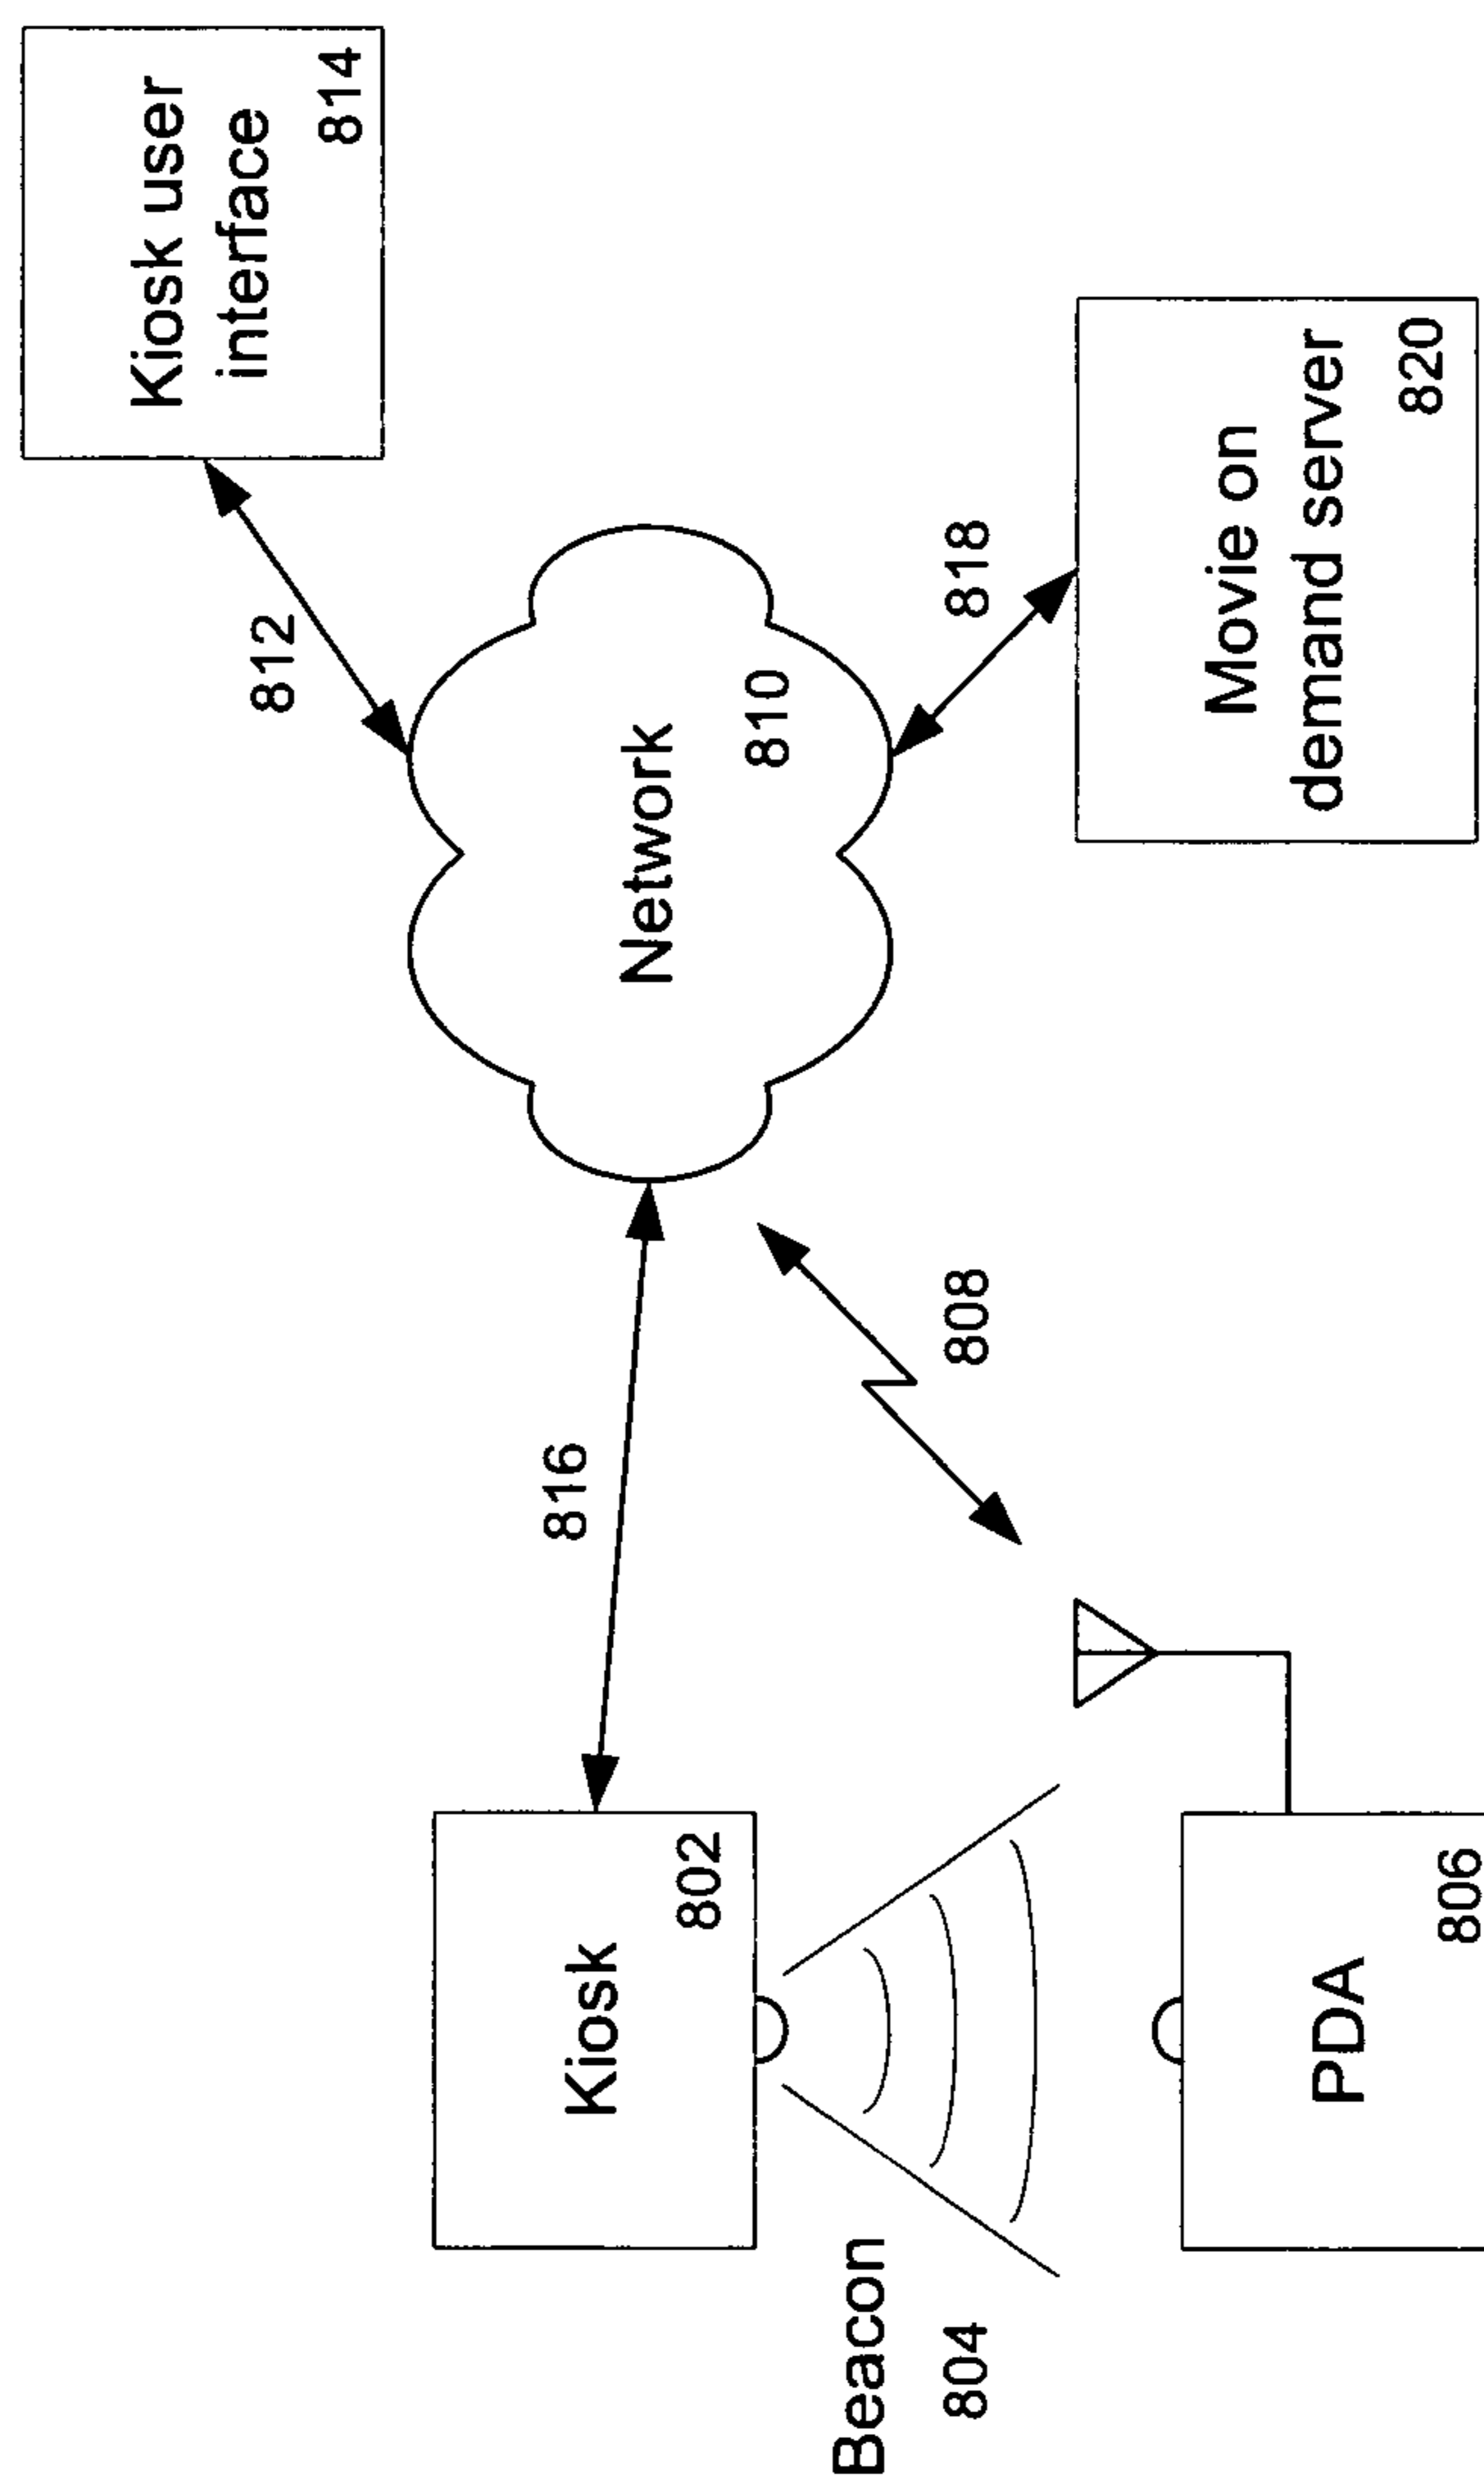 Kiosk user
interface
814
812
Network
810
816
818
Kiosk
802
808
Movie on
demand server
820
Beacon
804
PDA
806